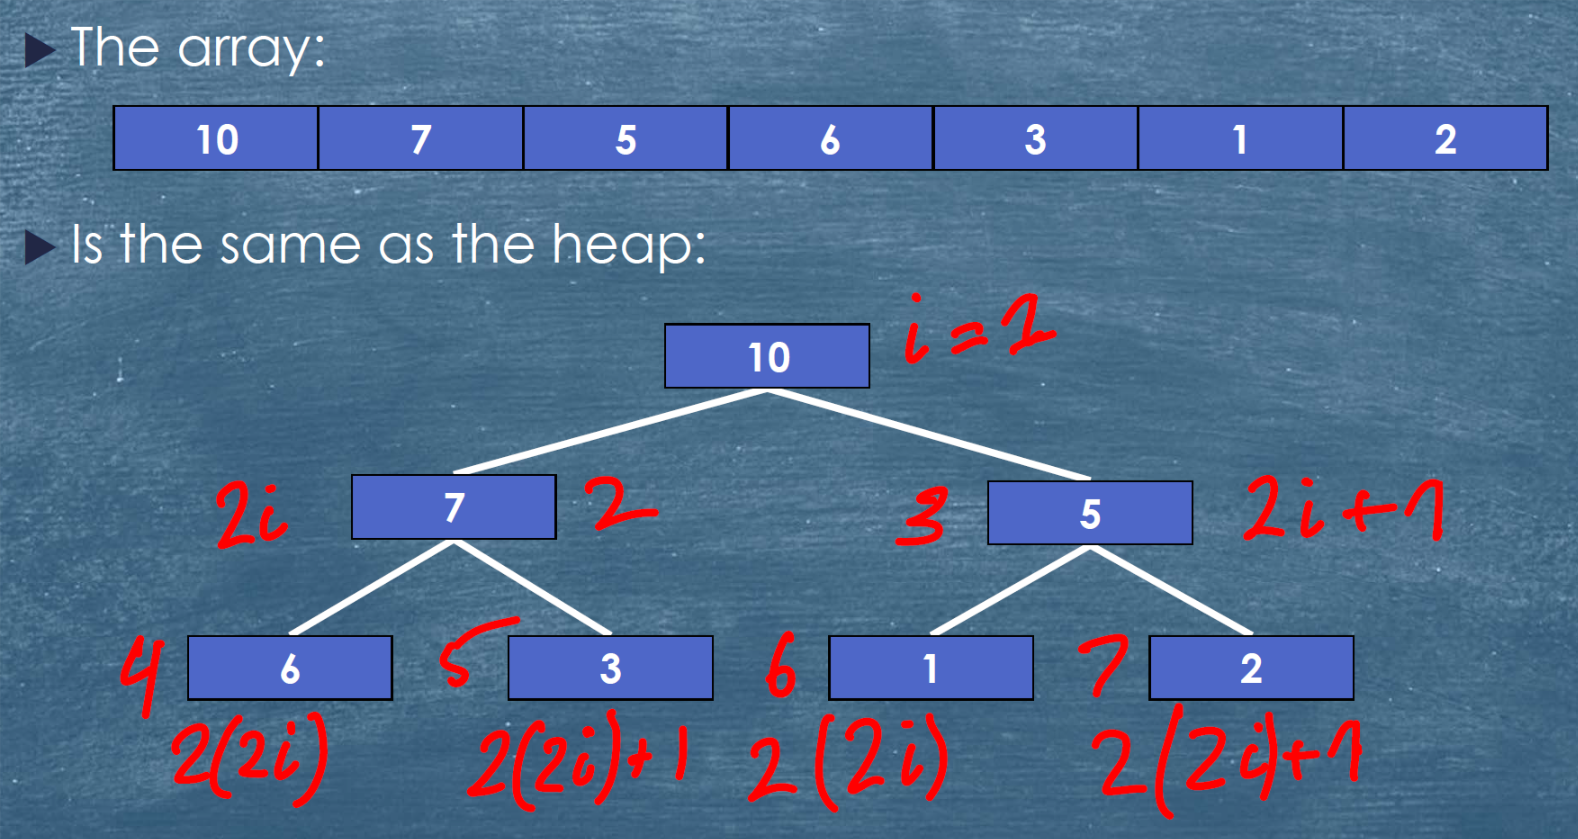 The array:
10 7 5 6 3 1 2
Is the same as the heap:
10 i=1
2i 7 2 3 5 2i+1
4 6 5 3 6 1 7 2
2(2i) 2(2i)+1 2(2i) 2(2i)+1